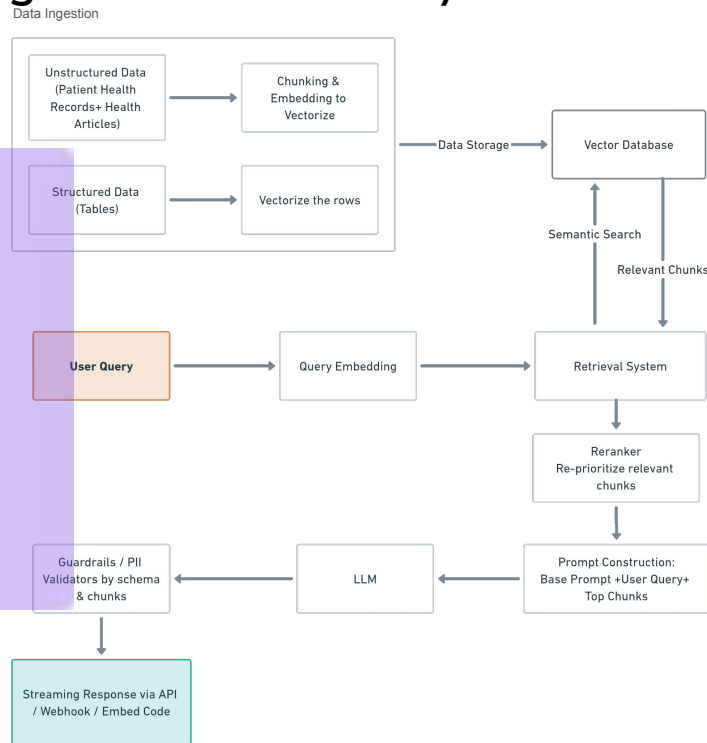 Data Ingestion
Unstructured Data
(Patient Health
Records+ Health
Articles)
Chunking &
Embedding to
Vectorize
Data Storage
Vector Database
Structured Data
(Tables)
Vectorize the rows
Semantic Search
Relevant Chunks
User Query
Query Embedding
Retrieval System
Reranker
Re-prioritize relevant
chunks
Guardrails / PII
Validators by schema
& chunks
LLM
Prompt Construction:
Base Prompt +User Query+
Top Chunks
Streaming Response via API
/ Webhook / Embed Code